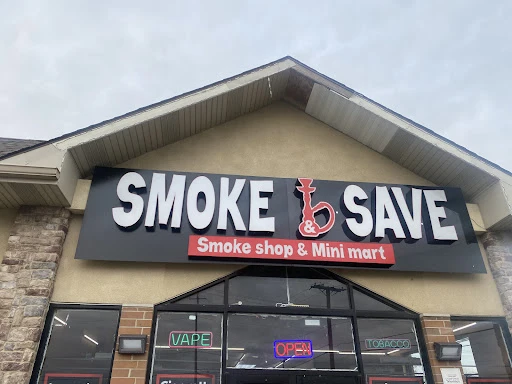 SMOKE & SAVE
Smoke shop & Mini mart
VAPE OPEN TOBACCO